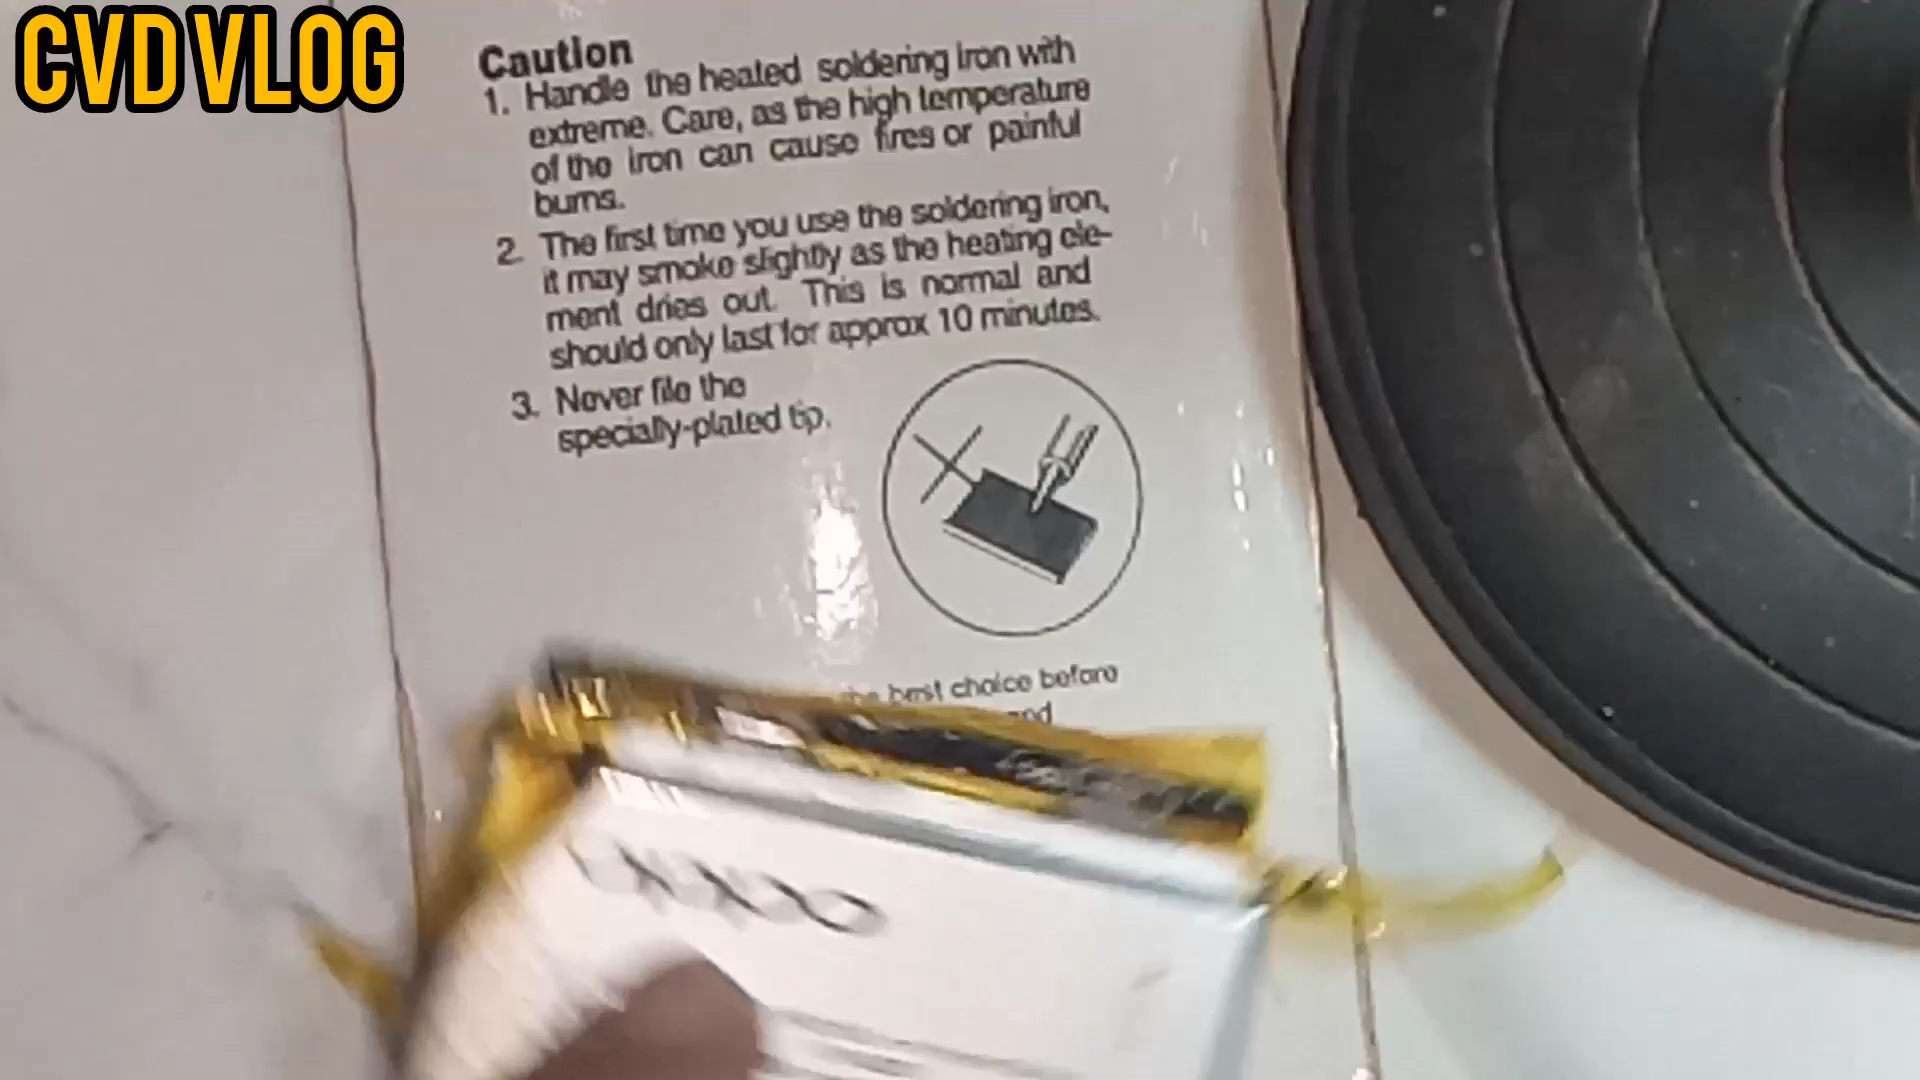 CVD VLOG
Caution
1. Handle the heated soldering iron with
extreme. Care, as the high temperature
of the iron can cause fires or painful
burns.
2. The first time you use the soldering iron,
it may smoke slightly as the heating ele-
ment dries out. This is normal and
should only last for approx 10 minutes.
3. Never file the
specially-plated tip.
the best choice before
and
oppo